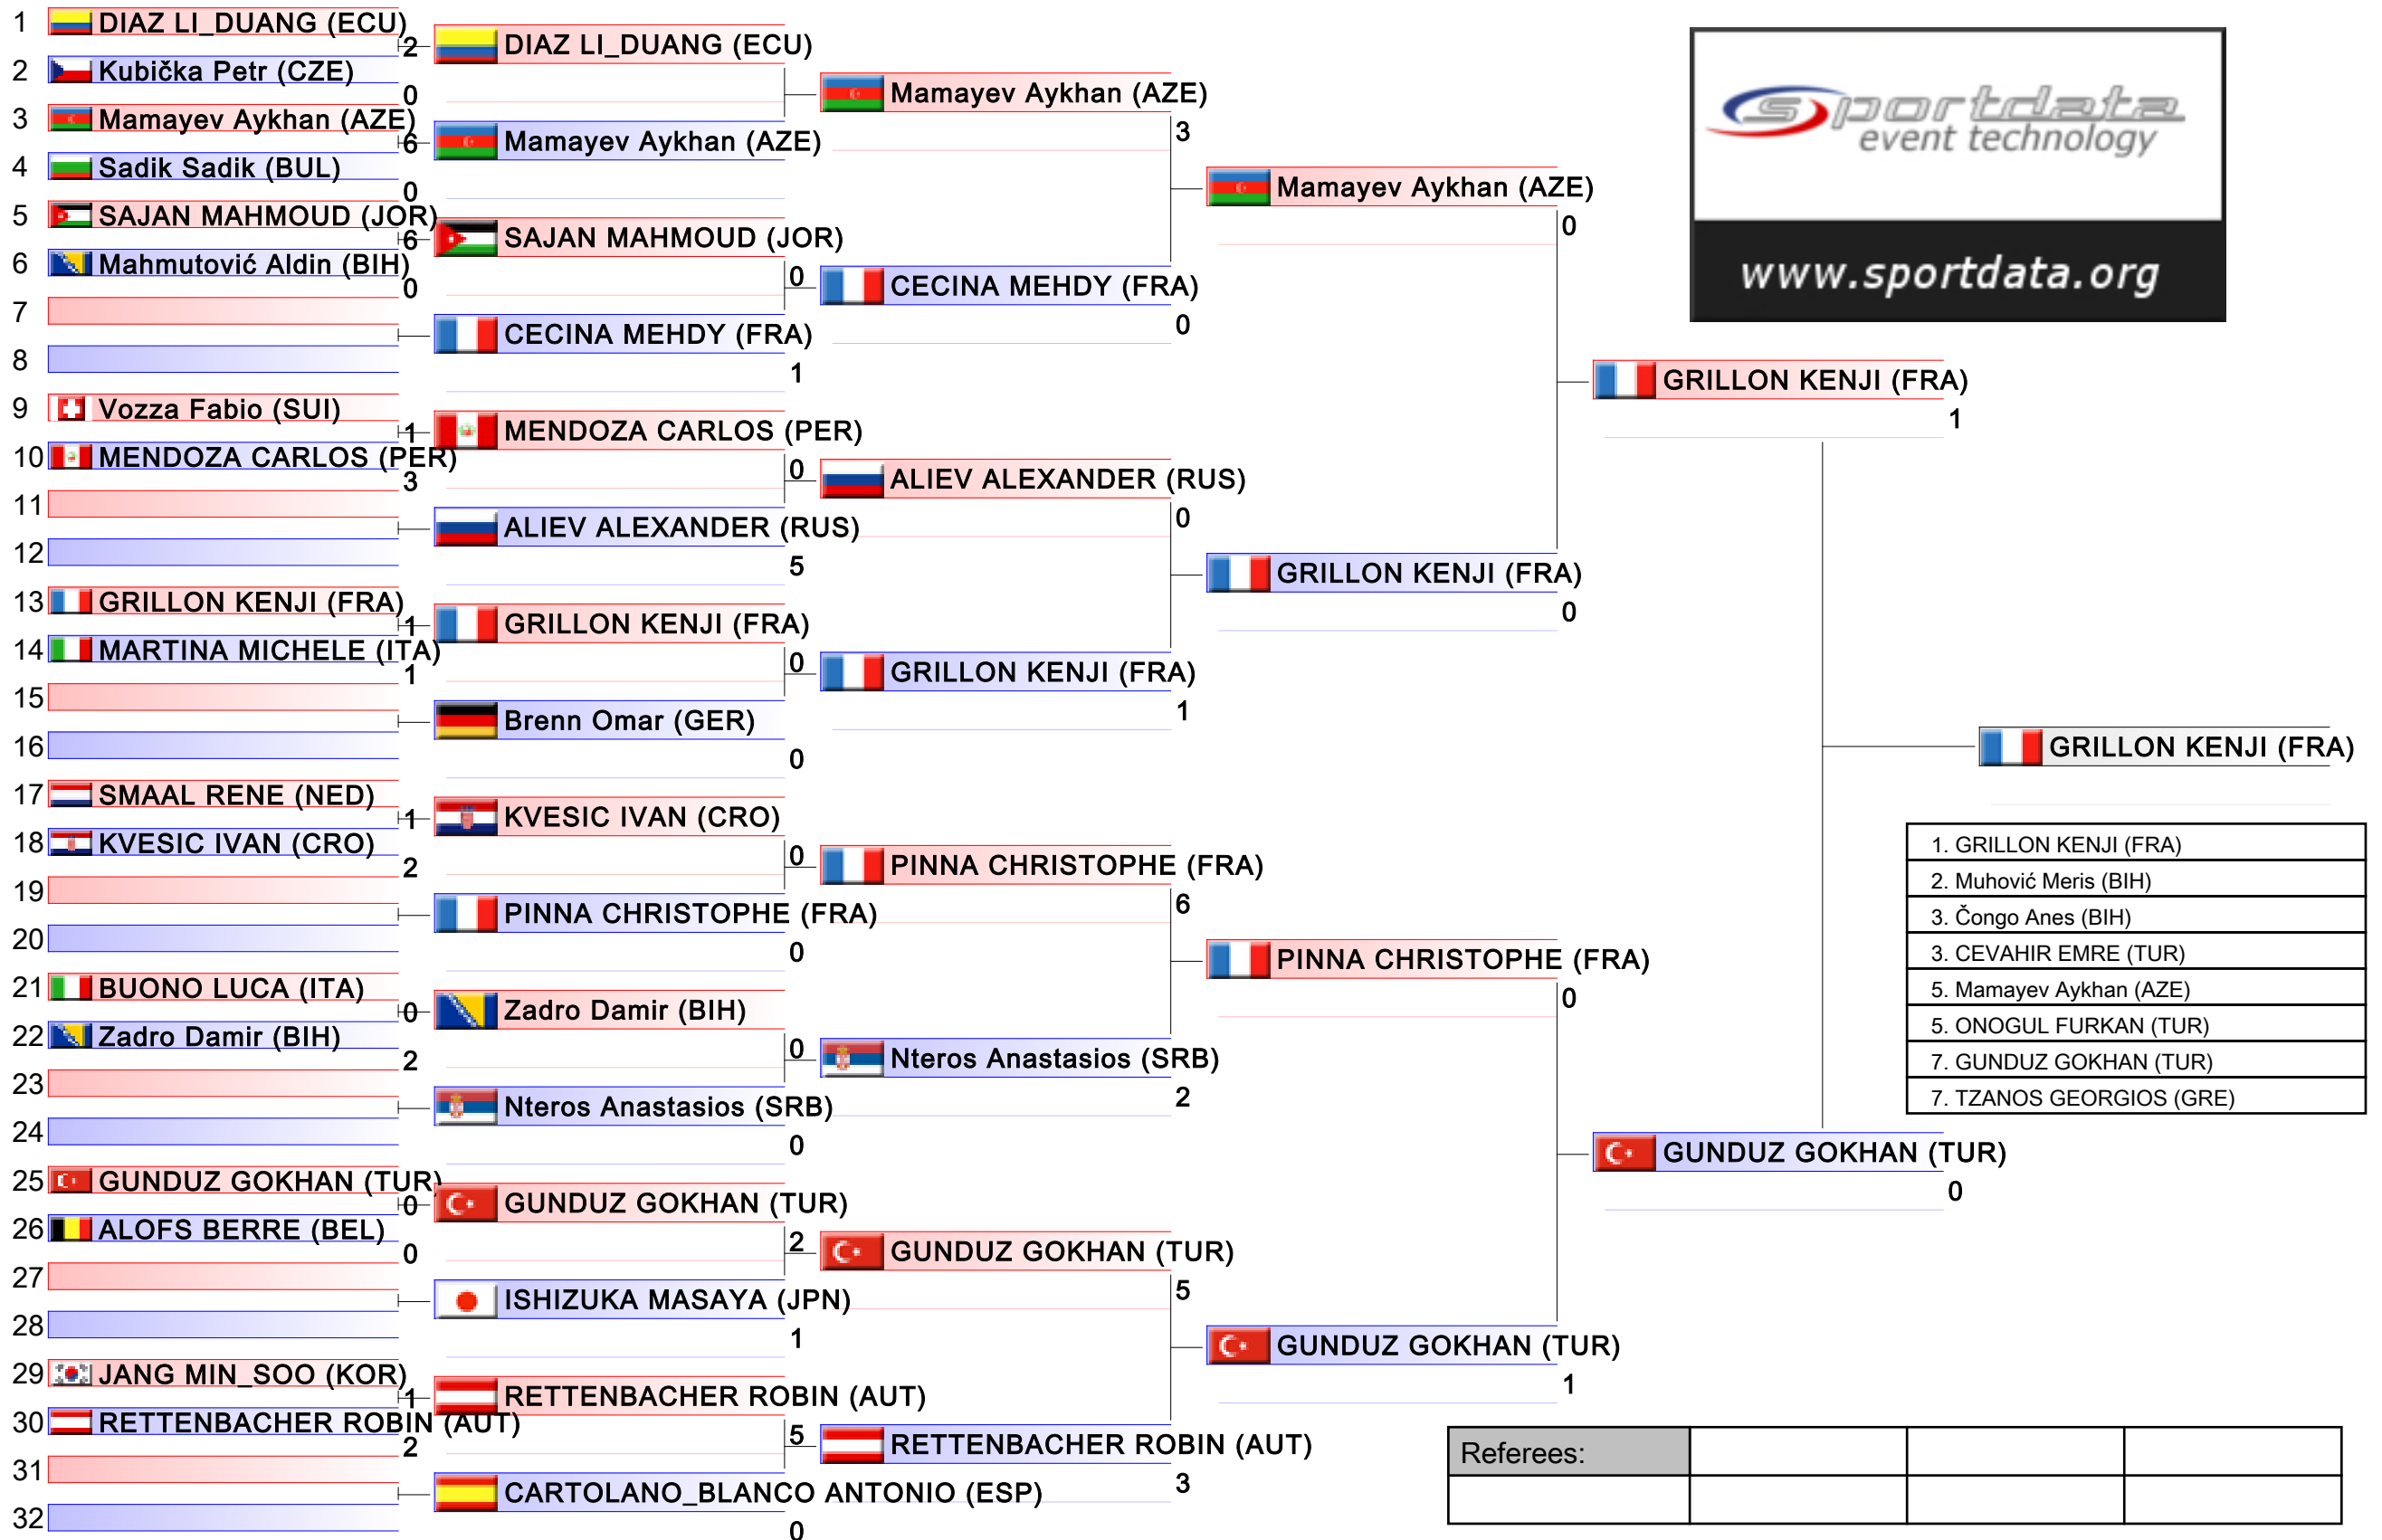 1 DIAZ LI_DUANG (ECU)
2
2 Kubička Petr (CZE)
0
3 Mamayev Aykhan (AZE)
6
4 Sadik Sadik (BUL)
0
5 SAJAN MAHMOUD (JOR)
6
6 Mahmutović Aldin (BIH)
0
7
8
9 Vozza Fabio (SUI)
1
10 MENDOZA CARLOS (PER)
3
11
12
13 GRILLON KENJI (FRA)
1
14 MARTINA MICHELE (ITA)
1
15
16
17 SMAAL RENE (NED)
1
18 KVESIC IVAN (CRO)
2
19
20
21 BUONO LUCA (ITA)
0
22 Zadro Damir (BIH)
2
23
24
25 GUNDUZ GOKHAN (TUR)
0
26 ALOFS BERRE (BEL)
0
27
28
29 JANG MIN_SOO (KOR)
1
30 RETTENBACHER ROBIN (AUT)
2
31
32
DIAZ LI_DUANG (ECU)
Mamayev Aykhan (AZE)
SAJAN MAHMOUD (JOR)
0
CECINA MEHDY (FRA)
1
MENDOZA CARLOS (PER)
0
ALIEV ALEXANDER (RUS)
5
GRILLON KENJI (FRA)
0
Brenn Omar (GER)
0
KVESIC IVAN (CRO)
0
PINNA CHRISTOPHE (FRA)
0
Zadro Damir (BIH)
0
Nteros Anastasios (SRB)
0
GUNDUZ GOKHAN (TUR)
2
ISHIZUKA MASAYA (JPN)
1
RETTENBACHER ROBIN (AUT)
5
CARTOLANO_BLANCO ANTONIO (ESP)
0
Mamayev Aykhan (AZE)
3
CECINA MEHDY (FRA)
0
ALIEV ALEXANDER (RUS)
0
GRILLON KENJI (FRA)
1
PINNA CHRISTOPHE (FRA)
6
Nteros Anastasios (SRB)
2
GUNDUZ GOKHAN (TUR)
5
RETTENBACHER ROBIN (AUT)
3
Mamayev Aykhan (AZE)
0
GRILLON KENJI (FRA)
0
PINNA CHRISTOPHE (FRA)
0
GUNDUZ GOKHAN (TUR)
1
GRILLON KENJI (FRA)
1
GUNDUZ GOKHAN (TUR)
0
GRILLON KENJI (FRA)
sportdata
event technology
www.sportdata.org
1. GRILLON KENJI (FRA)
2. Muhović Meris (BIH)
3. Čongo Anes (BIH)
3. CEVAHIR EMRE (TUR)
5. Mamayev Aykhan (AZE)
5. ONOGUL FURKAN (TUR)
7. GUNDUZ GOKHAN (TUR)
7. TZANOS GEORGIOS (GRE)
Referees: